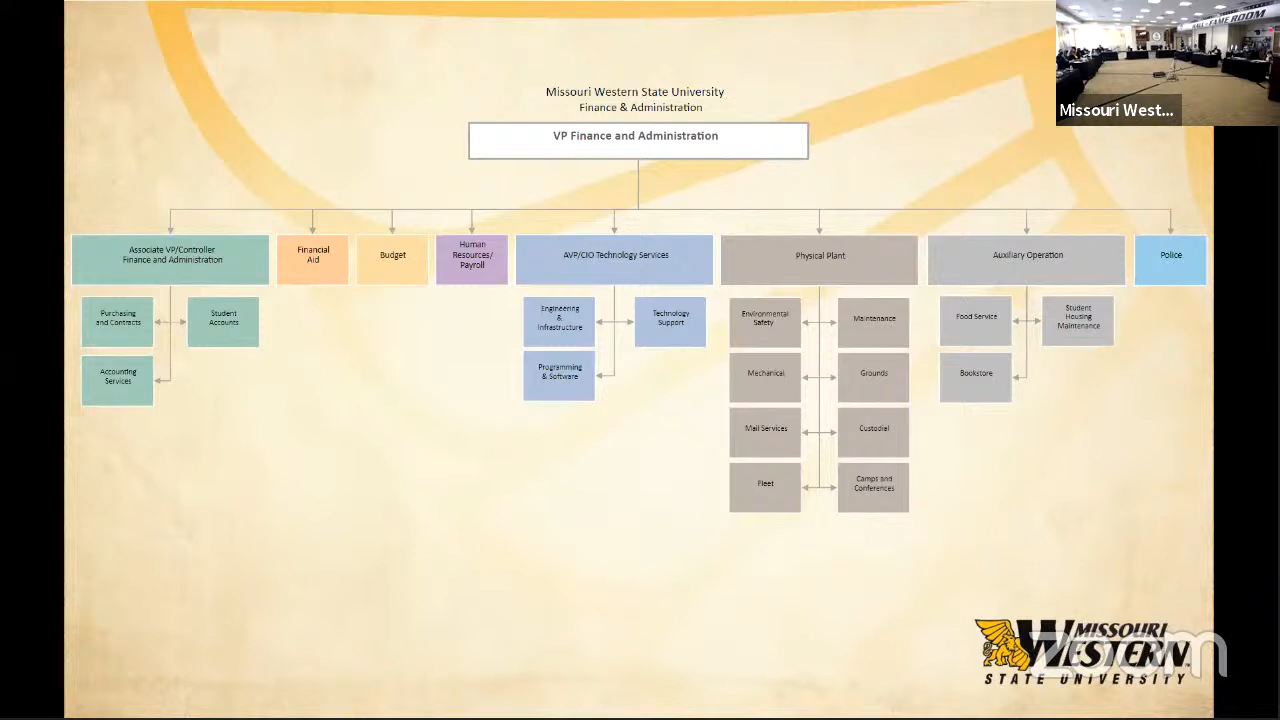 HALL of FAME ROOM
Missouri West...
Missouri Western State University
Finance & Administration
VP Finance and Administration
Associate VP/Controller
Finance and Administration
Financial
Aid
Budget
Human
Resources/
Payroll
AVP/CIO Technology Services
Physical Plant
Auxiliary Operation
Police
Purchasing
and Contracts
Student
Accounts
Accounting
Services
Engineering
&
Infrastructure
Technology
Support
Programming
& Software
Environmental
Safety
Maintenance
Mechanical
Grounds
Mail Services
Custodial
Fleet
Camps and
Conferences
Food Service
Student
Housing
Maintenance
Bookstore
MISSOURI
WESTERN
STATE UNIVERSITY
zoom